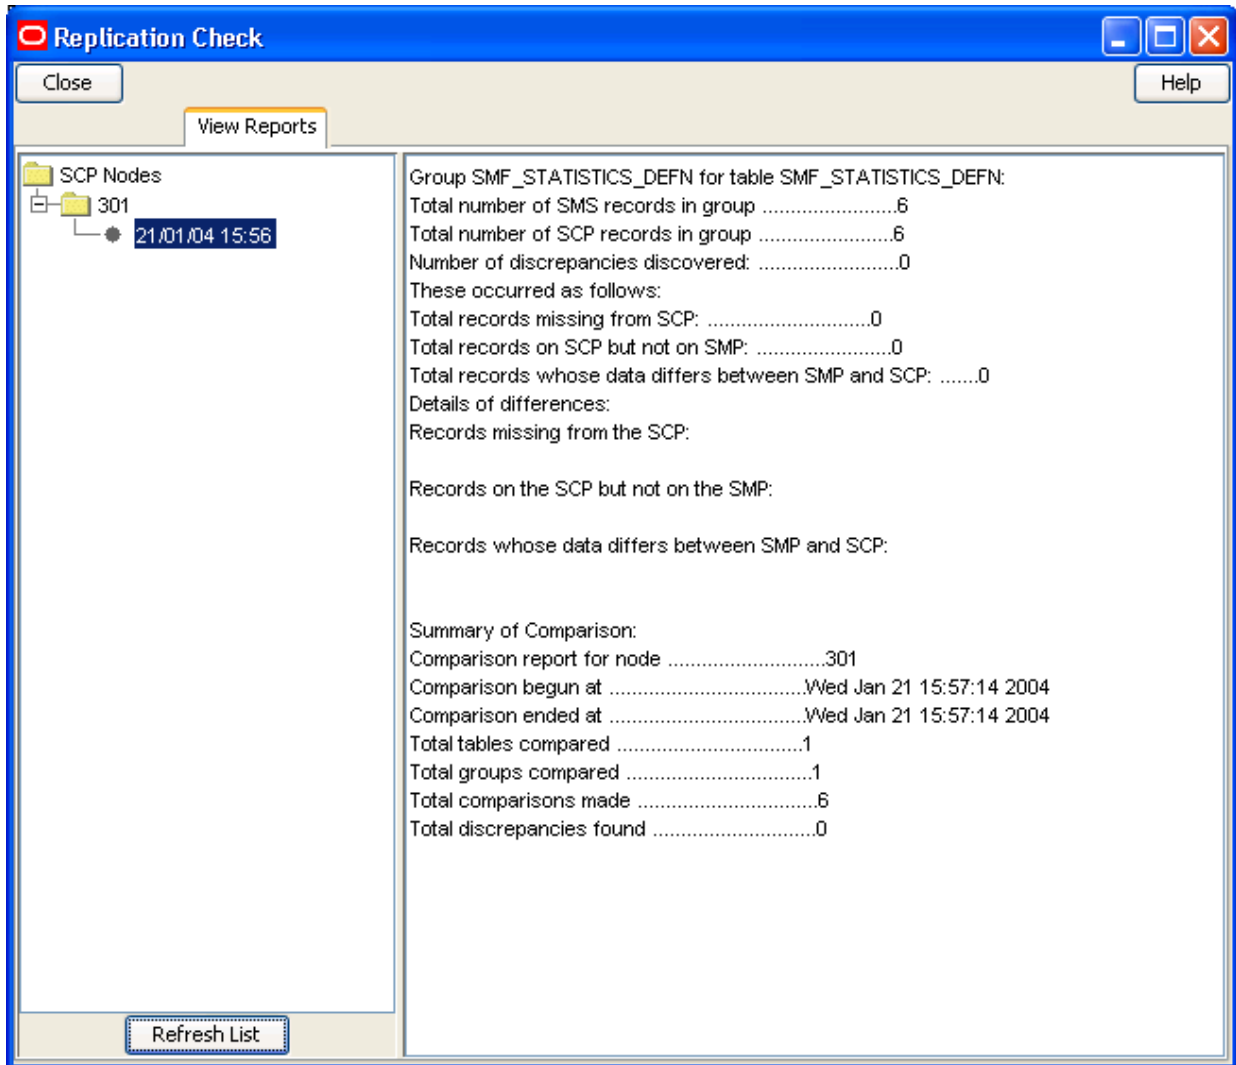 Replication Check
Close
Help
View Reports
SCP Nodes
301
21/01/04 15:56
Refresh List
Group SMF_STATISTICS_DEFN for table SMF_STATISTICS_DEFN:
Total number of SMS records in group ........................6
Total number of SCP records in group ........................6
Number of discrepancies discovered: .........................0
These occurred as follows:
Total records missing from SCP: .............................0
Total records on SCP but not on SMP: ........................0
Total records whose data differs between SMP and SCP: .......0
Details of differences:
Records missing from the SCP:
Records on the SCP but not on the SMP:
Records whose data differs between SMP and SCP:
Summary of Comparison:
Comparison report for node ............................301
Comparison begun at ...................................Wed Jan 21 15:57:14 2004
Comparison ended at ...................................Wed Jan 21 15:57:14 2004
Total tables compared .................................1
Total groups compared .................................1
Total comparisons made ................................6
Total discrepancies found .............................0